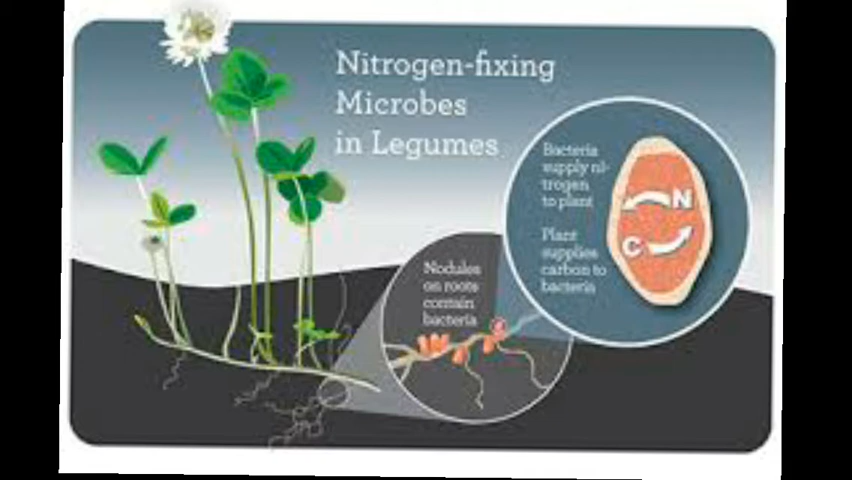 Nitrogen-fixing
Microbes
in Legumes
Bacteria
supply ni-
trogen
to plant
N
C
Plant
supplies
carbon to
bacteria
Nodules
on roots
contain
bacteria